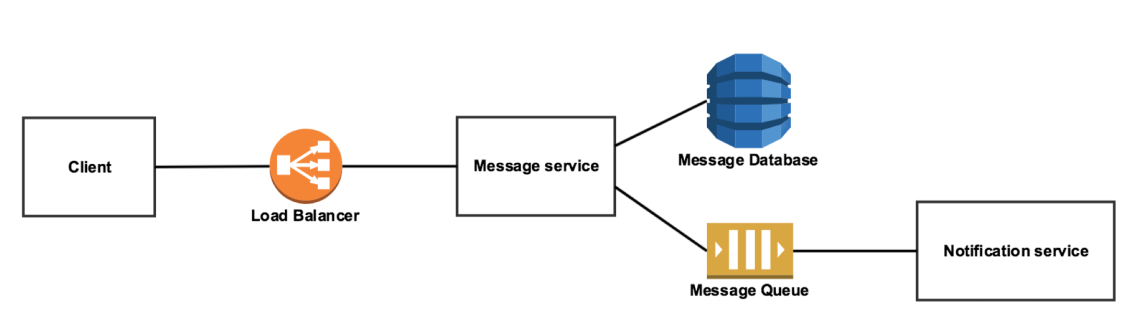 Client
Load Balancer
Message service
Message Database
Message Queue
Notification service